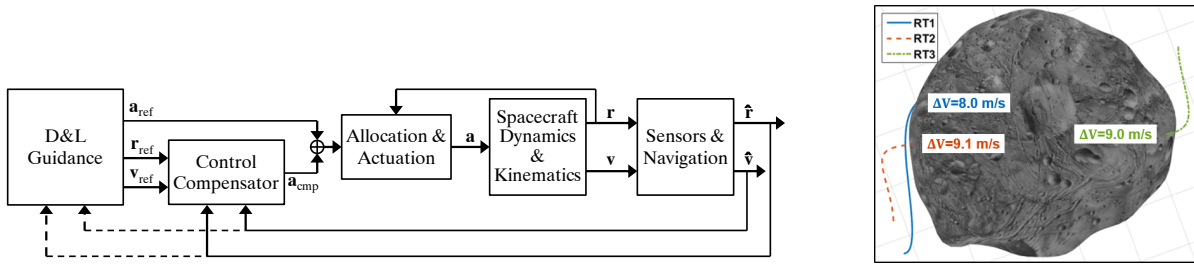 D&L
Guidance
a_ref
r_ref
v_ref
Control
Compensator
a_cmp
Allocation &
Actuation
a
Spacecraft
Dynamics
&
Kinematics
r
v
Sensors &
Navigation
r̂
v̂
RT1
RT2
RT3
ΔV=8.0 m/s
ΔV=9.1 m/s
ΔV=9.0 m/s